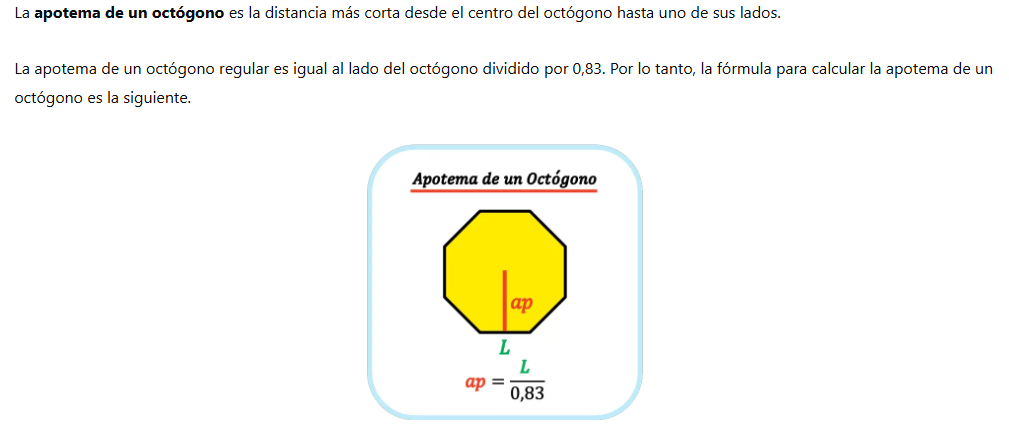 La apotema de un octógono es la distancia más corta desde el centro del octógono hasta uno de sus lados.
La apotema de un octógono regular es igual al lado del octógono dividido por 0,83. Por lo tanto, la fórmula para calcular la apotema de un
octógono es la siguiente.
Apotema de un Octógono
ap
L
ap = L / 0,83